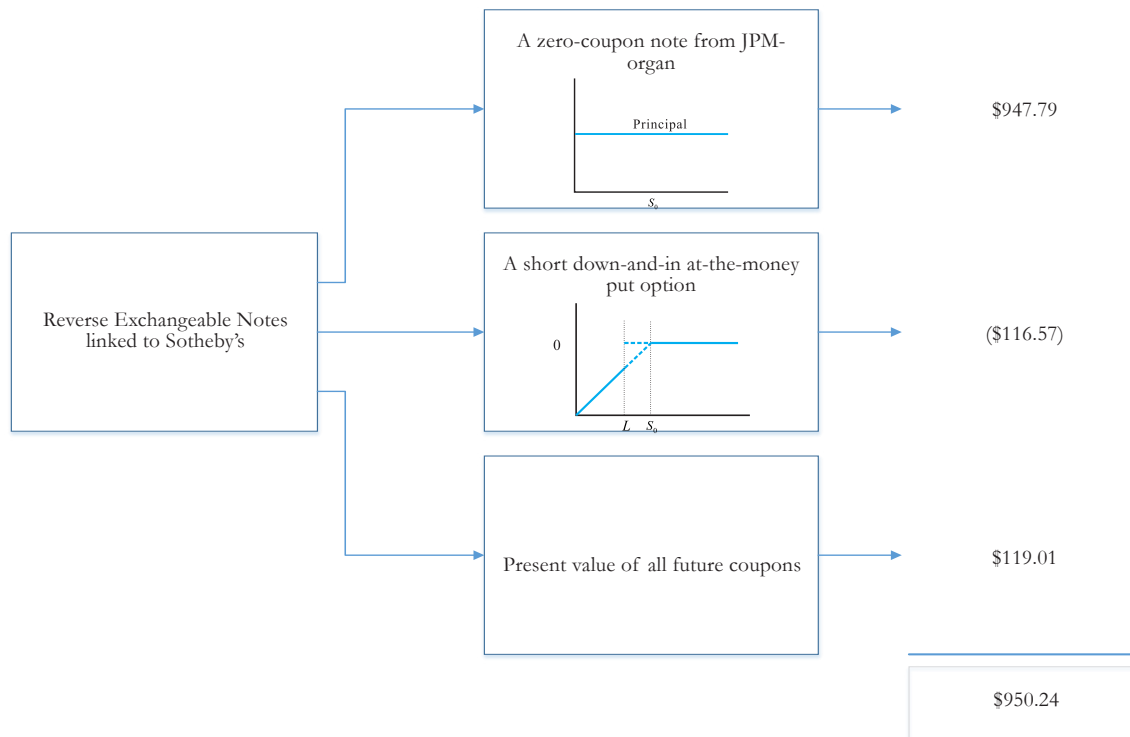 A zero-coupon note from JPM-
organ
Principal
S₀
$947.79
Reverse Exchangeable Notes
linked to Sotheby's
A short down-and-in at-the-money
put option
0
L S₀
($116.57)
Present value of all future coupons
$119.01
$950.24